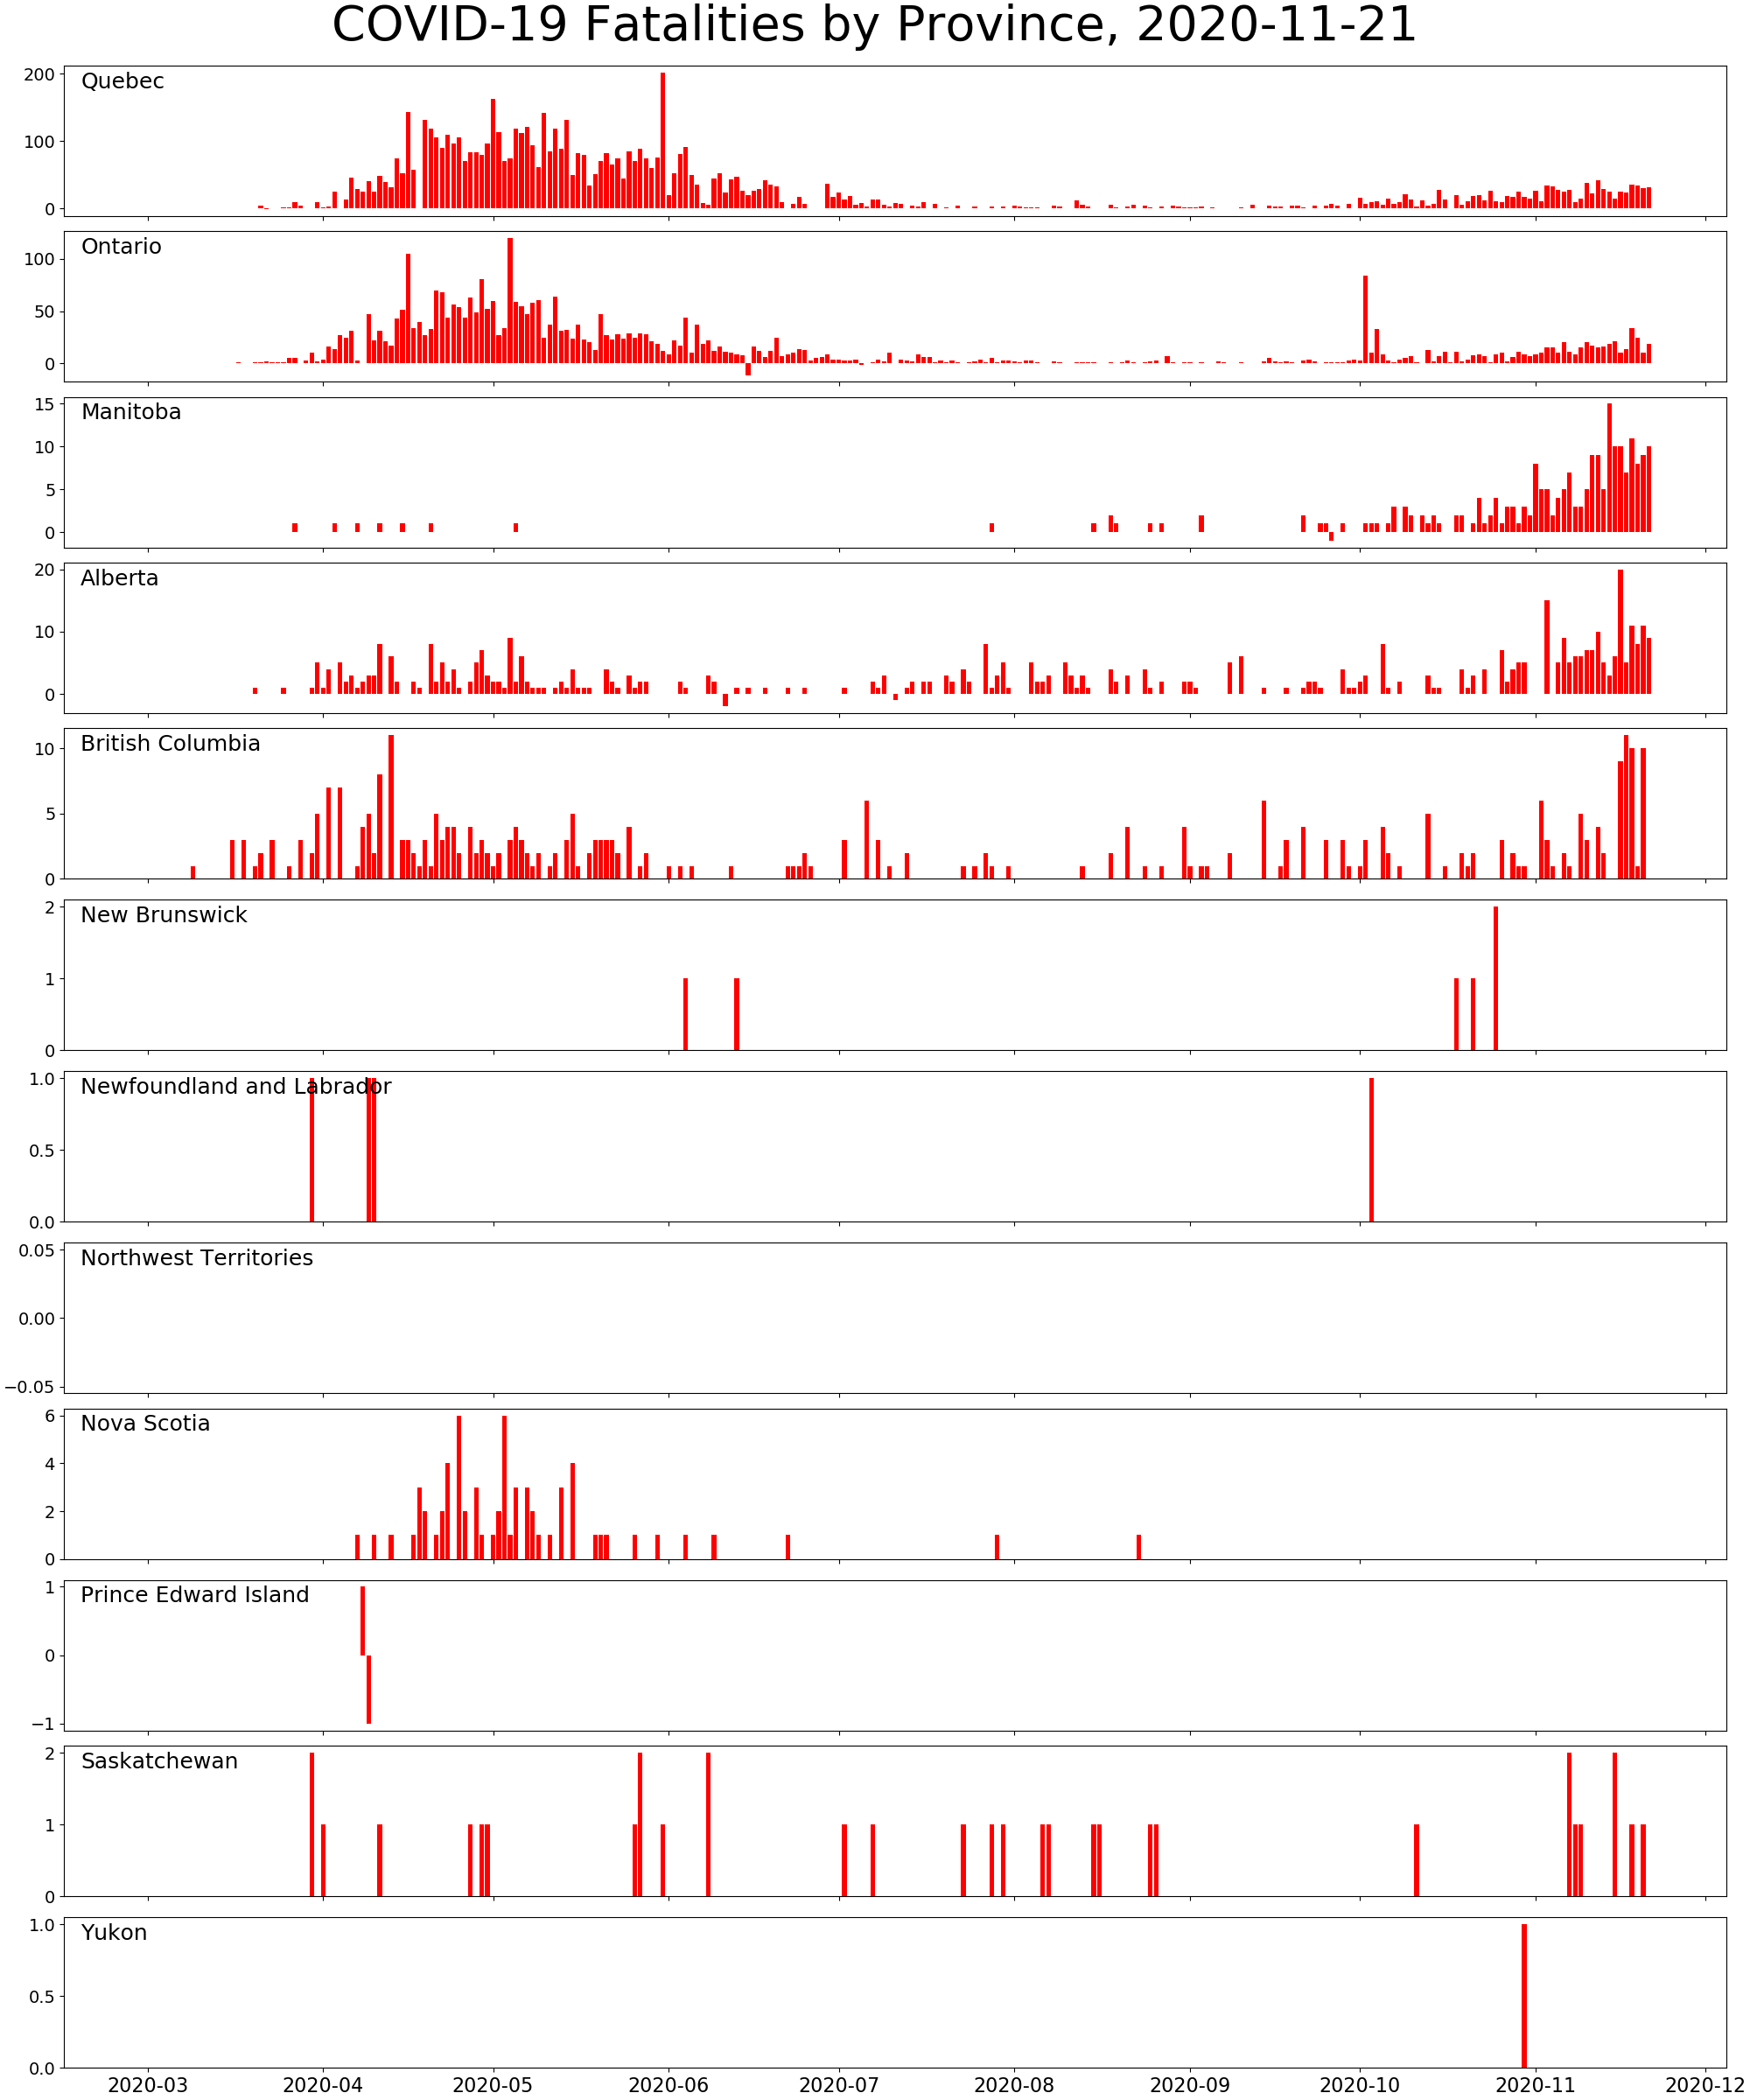 COVID-19 Fatalities by Province, 2020-11-21
Quebec
200
100
0
Ontario
100
50
0
Manitoba
15
10
5
0
Alberta
20
10
0
British Columbia
10
5
0
New Brunswick
2
1
0
Newfoundland and Labrador
1.0
0.5
0.0
Northwest Territories
0.05
0.00
−0.05
Nova Scotia
6
4
2
0
Prince Edward Island
1
0
−1
Saskatchewan
2
1
0
Yukon
1.0
0.5
0.0
2020-03 2020-04 2020-05 2020-06 2020-07 2020-08 2020-09 2020-10 2020-11 2020-12